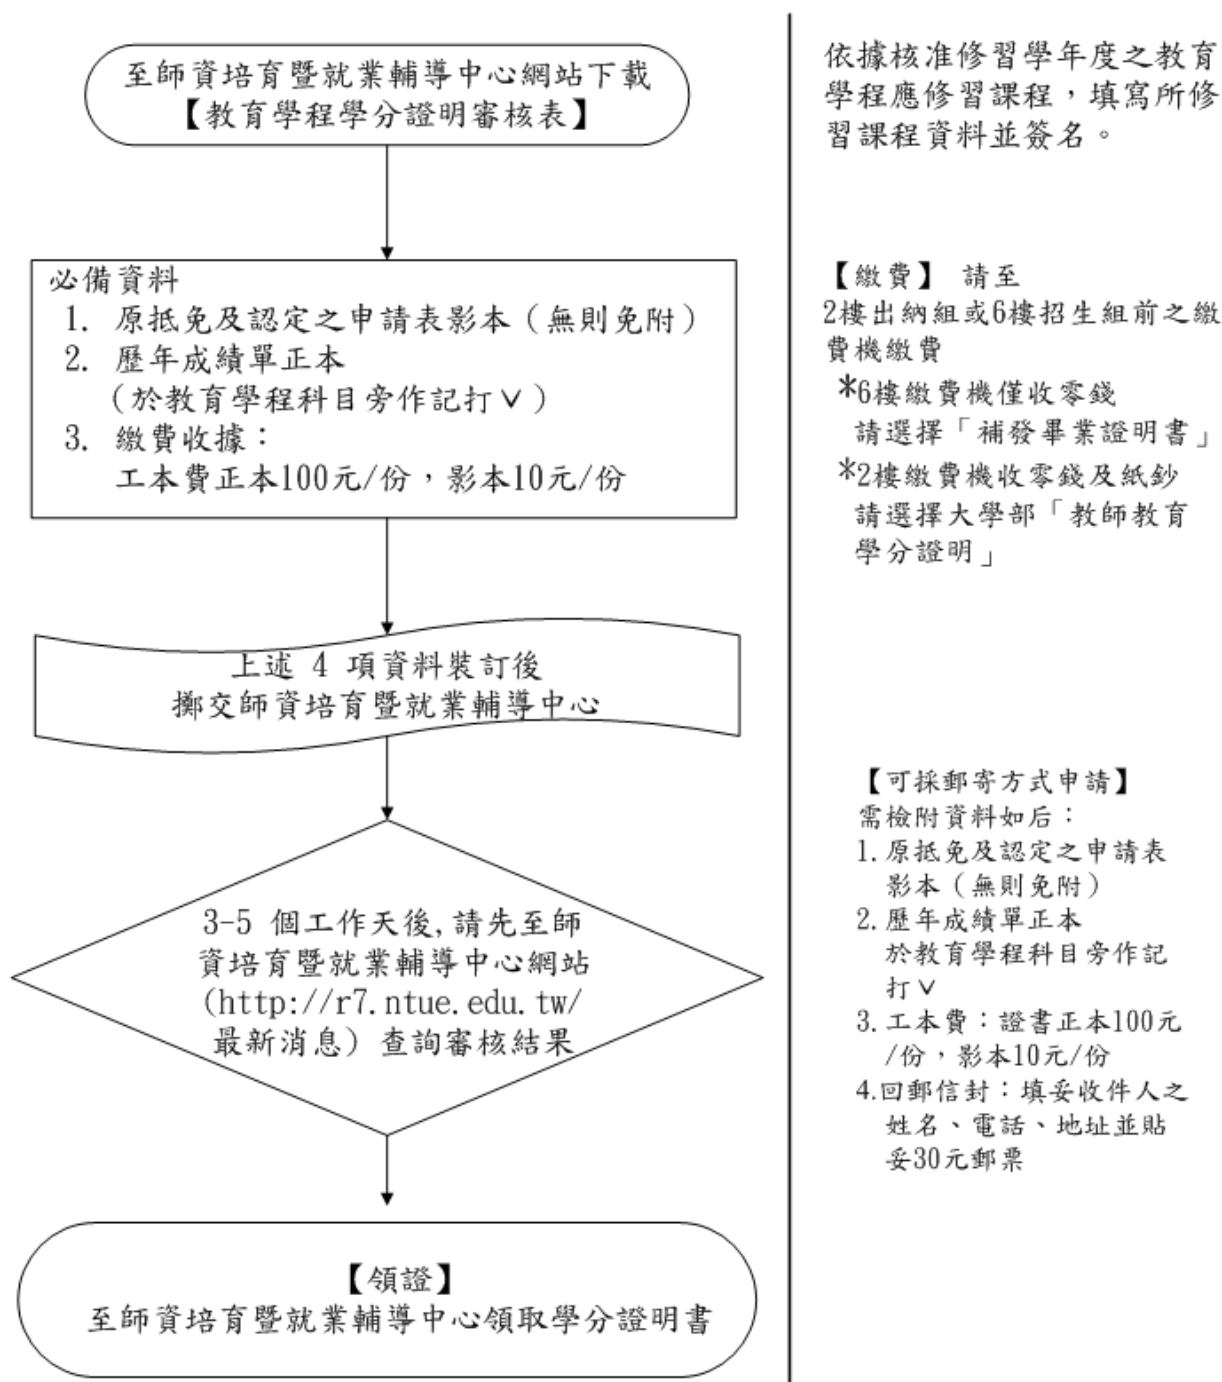 至師資培育暨就業輔導中心網站下載
【教育學程學分證明審核表】
必備資料
1. 原抵免及認定之申請表影本（無則免附）
2. 歷年成績單正本
（於教育學程科目旁作記打∨）
3. 繳費收據：
工本費正本100元/份，影本10元/份
上述 4 項資料裝訂後
擲交師資培育暨就業輔導中心
3-5 個工作天後,請先至師
資培育暨就業輔導中心網站
(http://r7.ntue.edu.tw/
最新消息) 查詢審核結果
【領證】
至師資培育暨就業輔導中心領取學分證明書
依據核准修習學年度之教育
學程應修習課程，填寫所修
習課程資料並簽名。
【繳費】 請至
2樓出納組或6樓招生組前之繳
費機繳費
*6樓繳費機僅收零錢
請選擇「補發畢業證明書」
*2樓繳費機收零錢及紙鈔
請選擇大學部「教師教育
學分證明」
【可採郵寄方式申請】
需檢附資料如后：
1.原抵免及認定之申請表
影本（無則免附）
2.歷年成績單正本
於教育學程科目旁作記
打∨
3.工本費：證書正本100元
/份，影本10元/份
4.回郵信封：填妥收件人之
姓名、電話、地址並貼
妥30元郵票